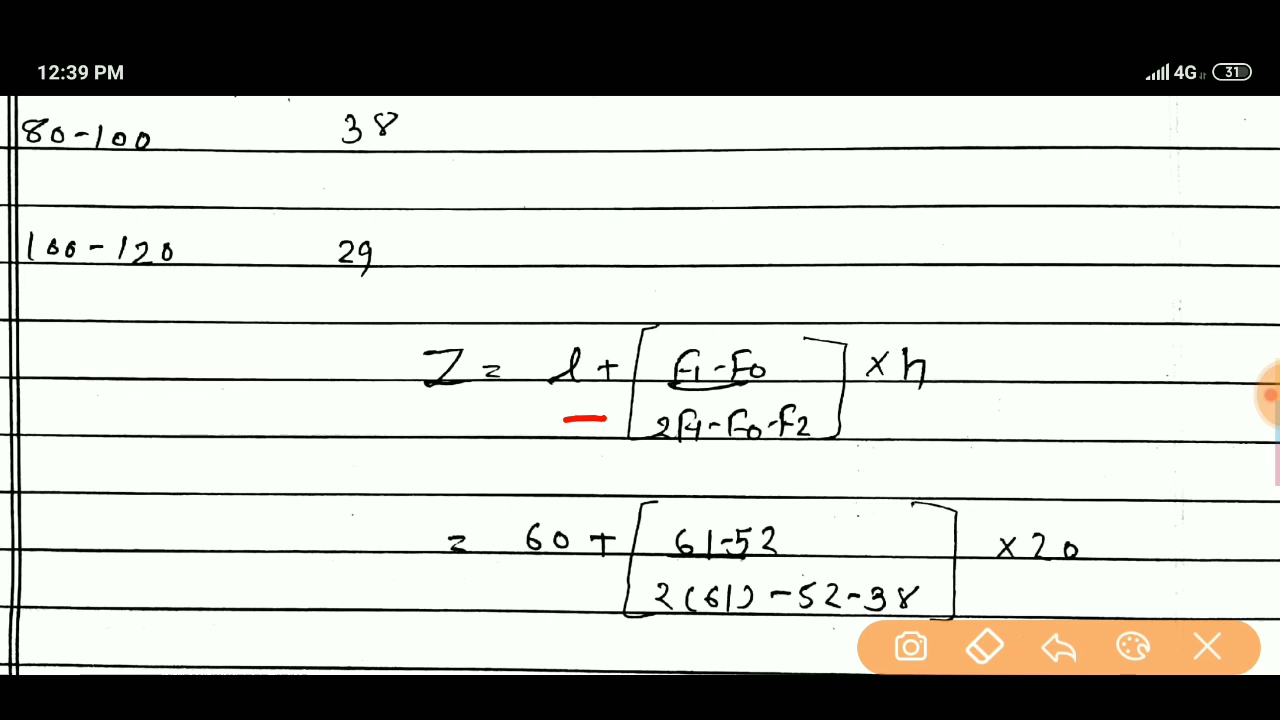 12:39 PM 4G 31
80-100 38
100-120 29
Z = l + [ F1-F0 / 2F1-F0-F2 ] × h
= 60 + [ 61-52 / 2(61)-52-38 ] × 20